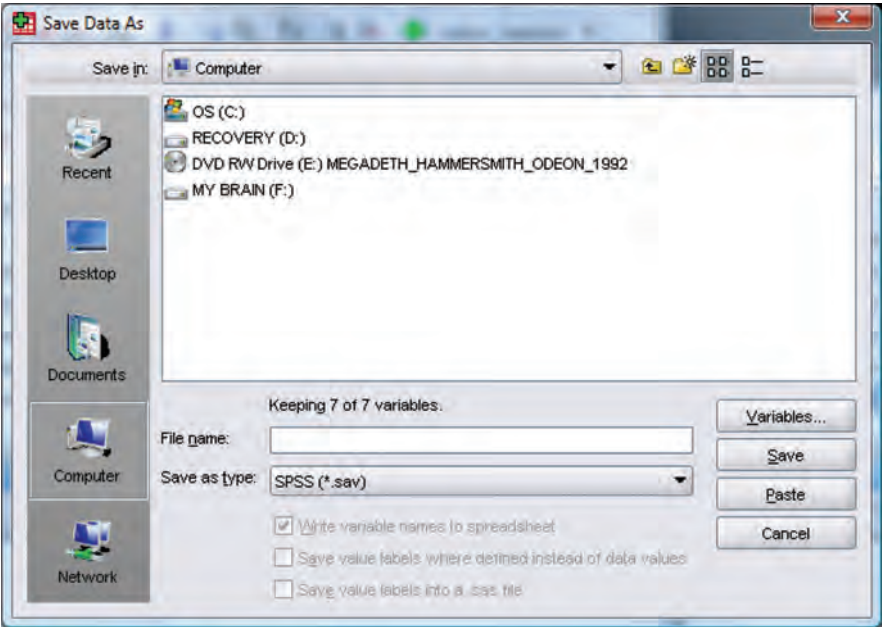 Save Data As
Save in: Computer
OS (C:)
RECOVERY (D:)
DVD RW Drive (E:) MEGADETH_HAMMERSMITH_ODEON_1992
MY BRAIN (F:)
Recent
Desktop
Documents
Computer
Network
Keeping 7 of 7 variables.
File name:
Save as type: SPSS (*.sav)
Write variable names to spreadsheet
Save value labels where defined instead of data values
Save value labels into a .sas file
Variables...
Save
Paste
Cancel